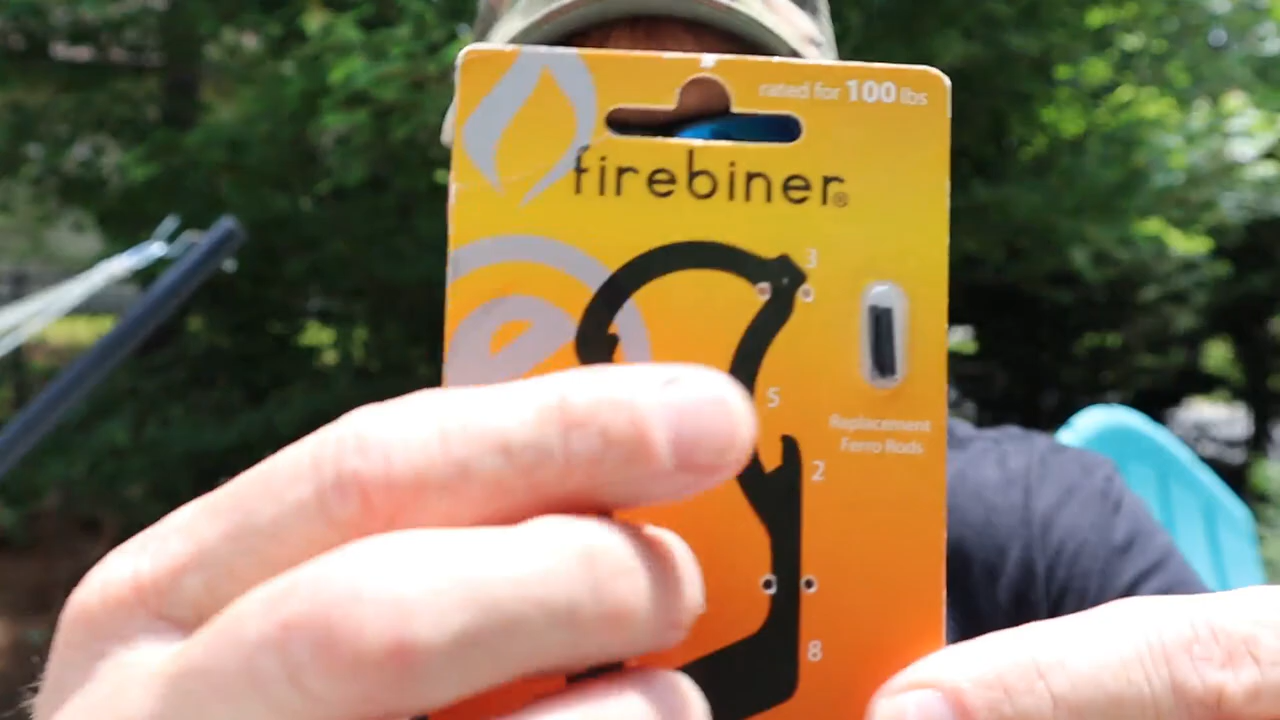 rated for 100 lbs
firebiner®
3
5
Replacement
Ferro Rods
2
8